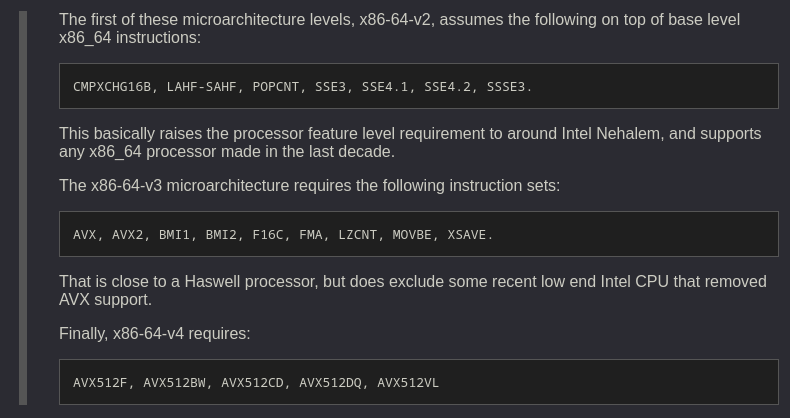 The first of these microarchitecture levels, x86-64-v2, assumes the following on top of base level
x86_64 instructions:
CMPXCHG16B, LAHF-SAHF, POPCNT, SSE3, SSE4.1, SSE4.2, SSSE3.
This basically raises the processor feature level requirement to around Intel Nehalem, and supports
any x86_64 processor made in the last decade.
The x86-64-v3 microarchitecture requires the following instruction sets:
AVX, AVX2, BMI1, BMI2, F16C, FMA, LZCNT, MOVBE, XSAVE.
That is close to a Haswell processor, but does exclude some recent low end Intel CPU that removed
AVX support.
Finally, x86-64-v4 requires:
AVX512F, AVX512BW, AVX512CD, AVX512DQ, AVX512VL